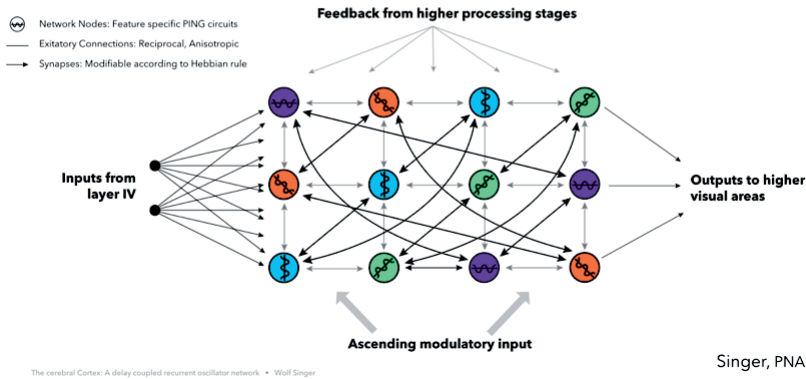 Feedback from higher processing stages
Network Nodes: Feature specific PING circuits
Exitatory Connections: Reciprocal, Anisotropic
Synapses: Modifiable according to Hebbian rule
Inputs from
layer IV
Outputs to higher
visual areas
Ascending modulatory input
Singer, PNA
The cerebral Cortex: A delay coupled recurrent oscillator network • Wolf Singer